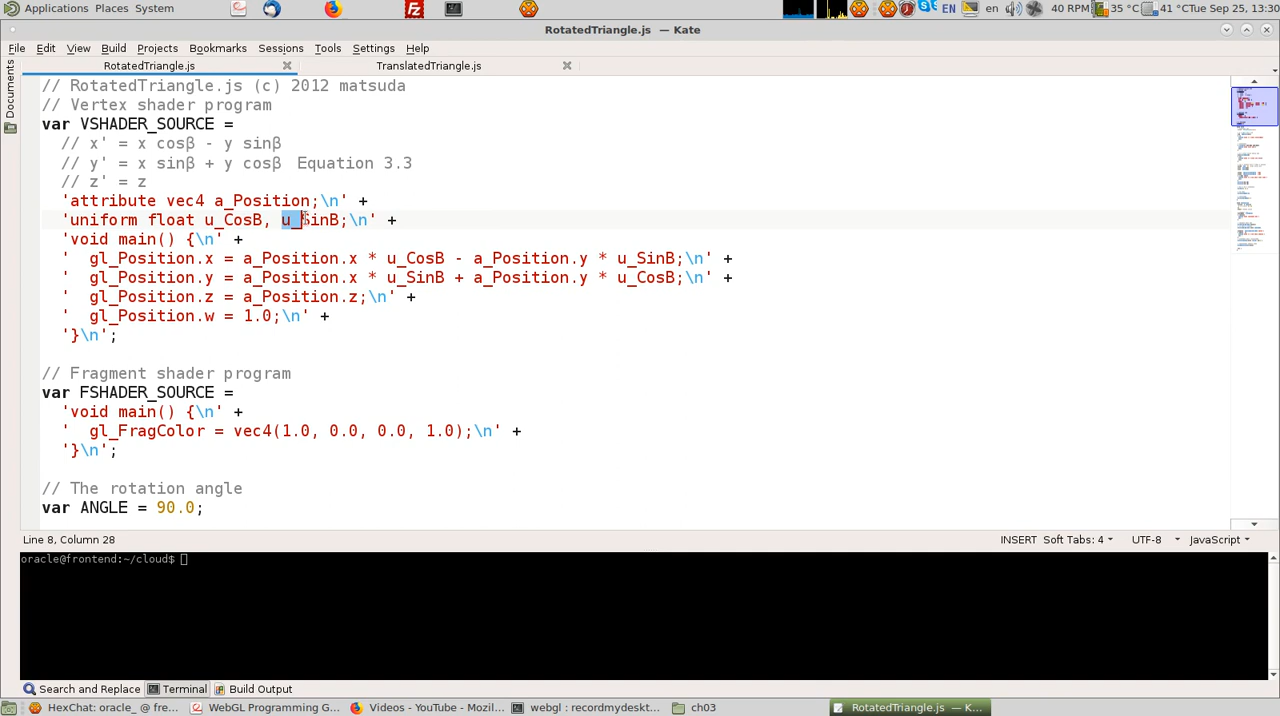 Applications Places System EN en 40 RPM 35 °C 41 °C Tue Sep 25, 13:30
RotatedTriangle.js — Kate
File Edit View Build Projects Bookmarks Sessions Tools Settings Help
RotatedTriangle.js TranslatedTriangle.js
Documents
// RotatedTriangle.js (c) 2012 matsuda
// Vertex shader program
var VSHADER_SOURCE =
// x' = x cosβ - y sinβ
// y' = x sinβ + y cosβ Equation 3.3
// z' = z
'attribute vec4 a_Position;\n' +
'uniform float u_CosB, u_SinB;\n' +
'void main() {\n' +
' gl_Position.x = a_Position.x * u_CosB - a_Position.y * u_SinB;\n' +
' gl_Position.y = a_Position.x * u_SinB + a_Position.y * u_CosB;\n' +
' gl_Position.z = a_Position.z;\n' +
' gl_Position.w = 1.0;\n' +
'}\n';
// Fragment shader program
var FSHADER_SOURCE =
'void main() {\n' +
' gl_FragColor = vec4(1.0, 0.0, 0.0, 1.0);\n' +
'}\n';
// The rotation angle
var ANGLE = 90.0;
Line 8, Column 28 INSERT Soft Tabs: 4 UTF-8 JavaScript
oracle@frontend:~/cloud$
Search and Replace Terminal Build Output
HexChat: oracle_ @ fre... WebGL Programming G... Videos - YouTube - Mozil... webgl : recordmydeskt... ch03 RotatedTriangle.js — K...